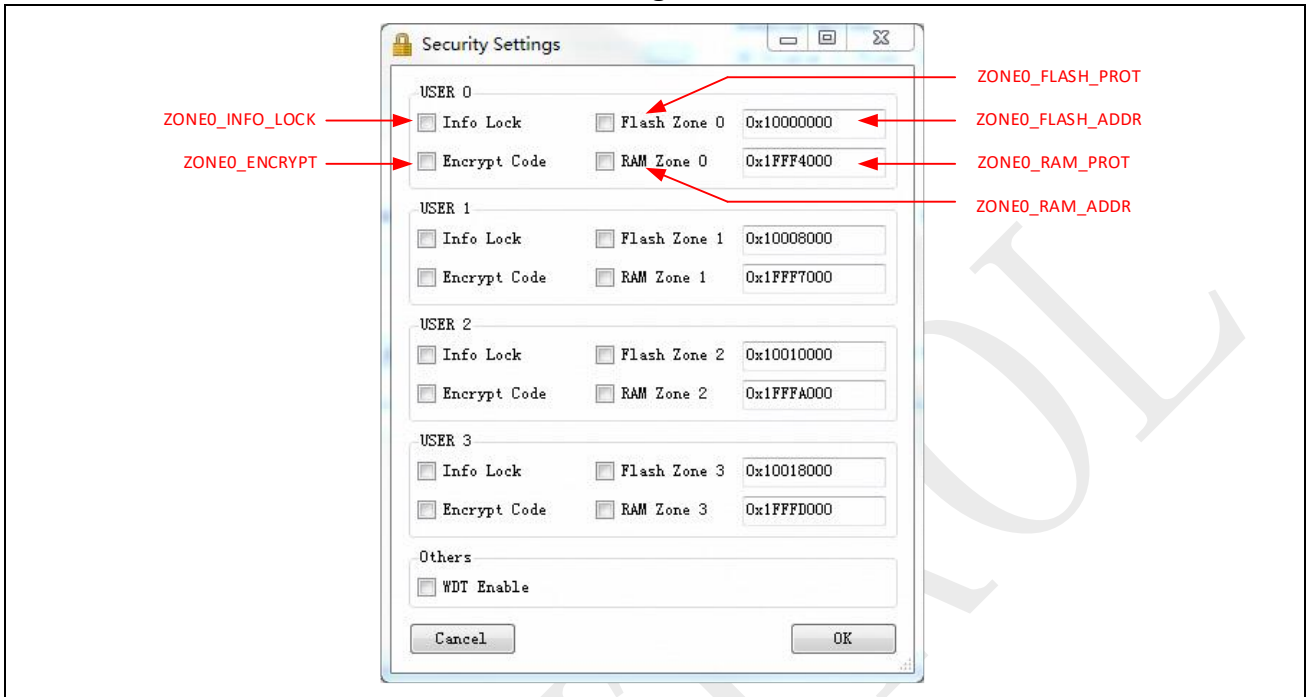 Security Settings
ZONE0_FLASH_PROT
USER 0
ZONE0_INFO_LOCK
Info Lock
Flash Zone 0
0x10000000
ZONE0_FLASH_ADDR
ZONE0_ENCRYPT
Encrypt Code
RAM Zone 0
0x1FFF4000
ZONE0_RAM_PROT
ZONE0_RAM_ADDR
USER 1
Info Lock
Flash Zone 1
0x10008000
Encrypt Code
RAM Zone 1
0x1FFF7000
USER 2
Info Lock
Flash Zone 2
0x10010000
Encrypt Code
RAM Zone 2
0x1FFFA000
USER 3
Info Lock
Flash Zone 3
0x10018000
Encrypt Code
RAM Zone 3
0x1FFFD000
Others
WDT Enable
Cancel
OK